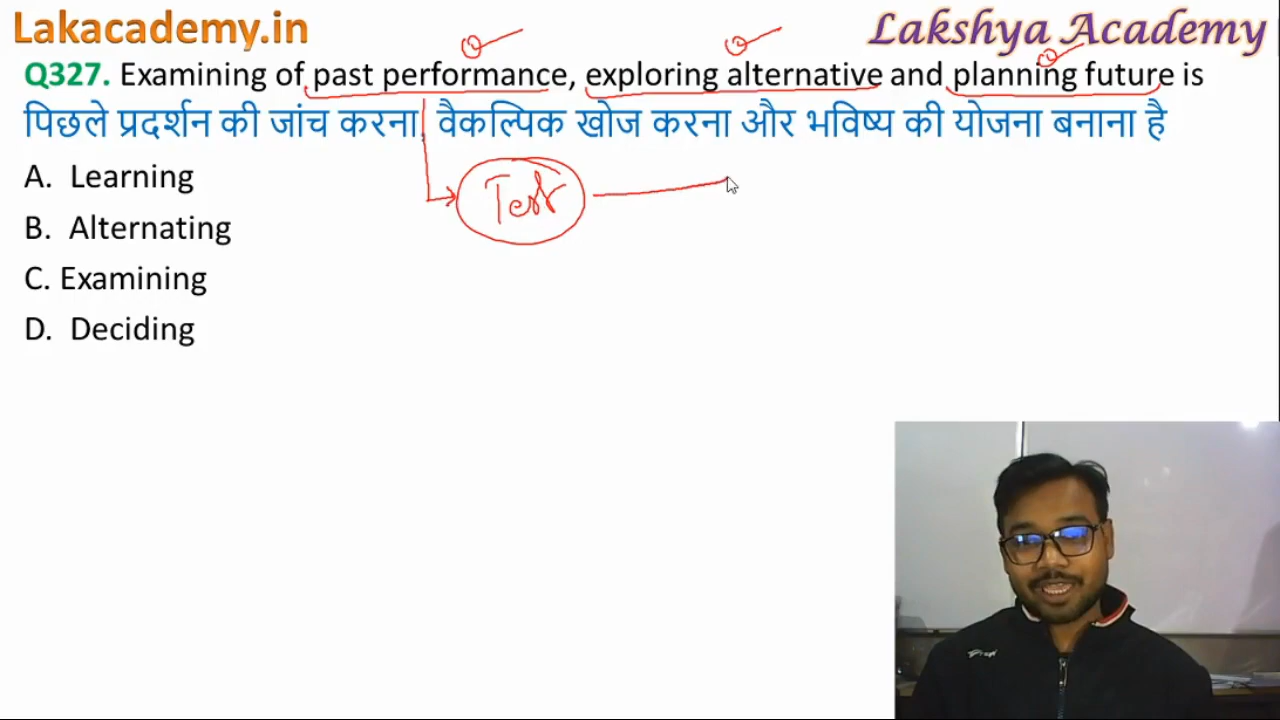 Lakacademy.in
Lakshya Academy
Q327. Examining of past performance, exploring alternative and planning future is
पिछले प्रदर्शन की जांच करना, वैकल्पिक खोज करना और भविष्य की योजना बनाना है
A. Learning
Test
B. Alternating
C. Examining
D. Deciding